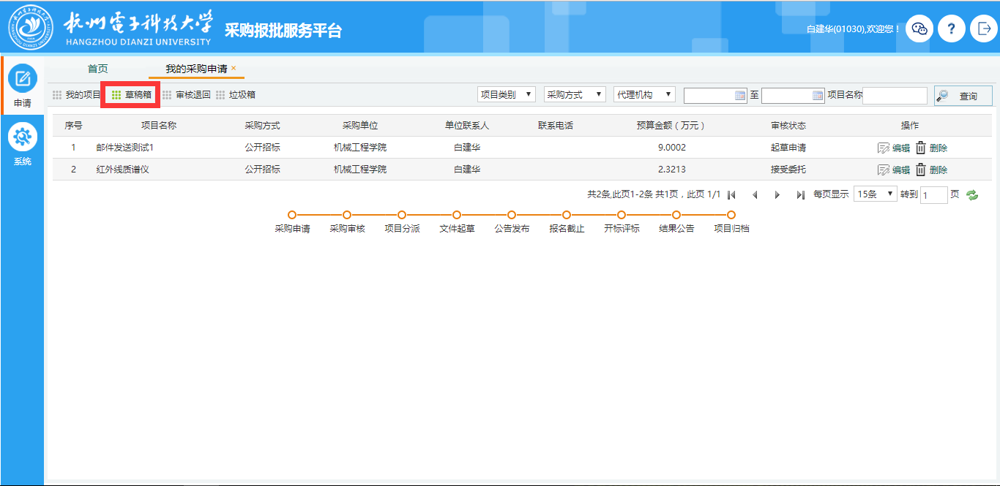 杭州電子科技大学
HANGZHOU DIANZI UNIVERSITY
采购报批服务平台
白建华(01030),欢迎您！
?
申请
系统
首页 我的采购申请 ×
我的项目 草稿箱 审核退回 垃圾箱 项目类别 采购方式 代理机构 至 项目名称 查询
序号 项目名称 采购方式 采购单位 单位联系人 联系电话 预算金额（万元） 审核状态 操作
1 邮件发送测试1 公开招标 机械工程学院 白建华 9.0002 起草申请 编辑 删除
2 红外线质谱仪 公开招标 机械工程学院 白建华 2.3213 接受委托 编辑 删除
共2条,此页1-2条 共1页，此页 1/1 每页显示 15条 转到 1 页
采购申请 采购审核 项目分派 文件起草 公告发布 报名截止 开标评标 结果公告 项目归档